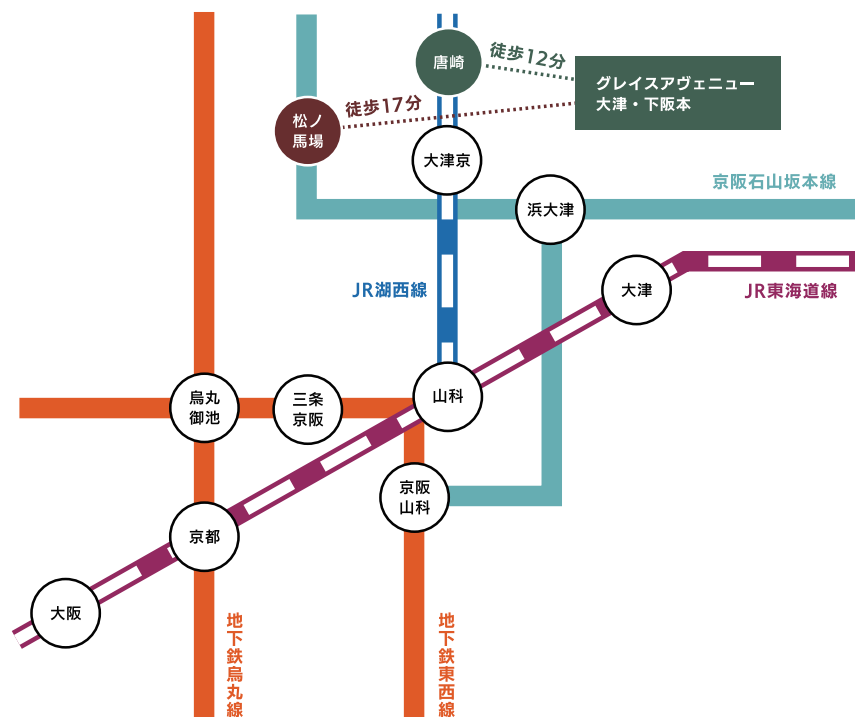 唐崎
徒歩12分
グレイスアヴェニュー
大津・下阪本
松ノ
馬場
徒歩17分
大津京
京阪石山坂本線
浜大津
JR湖西線
大津
JR東海道線
烏丸
御池
三条
京阪
山科
京阪
山科
京都
大阪
地下鉄烏丸線
地下鉄東西線